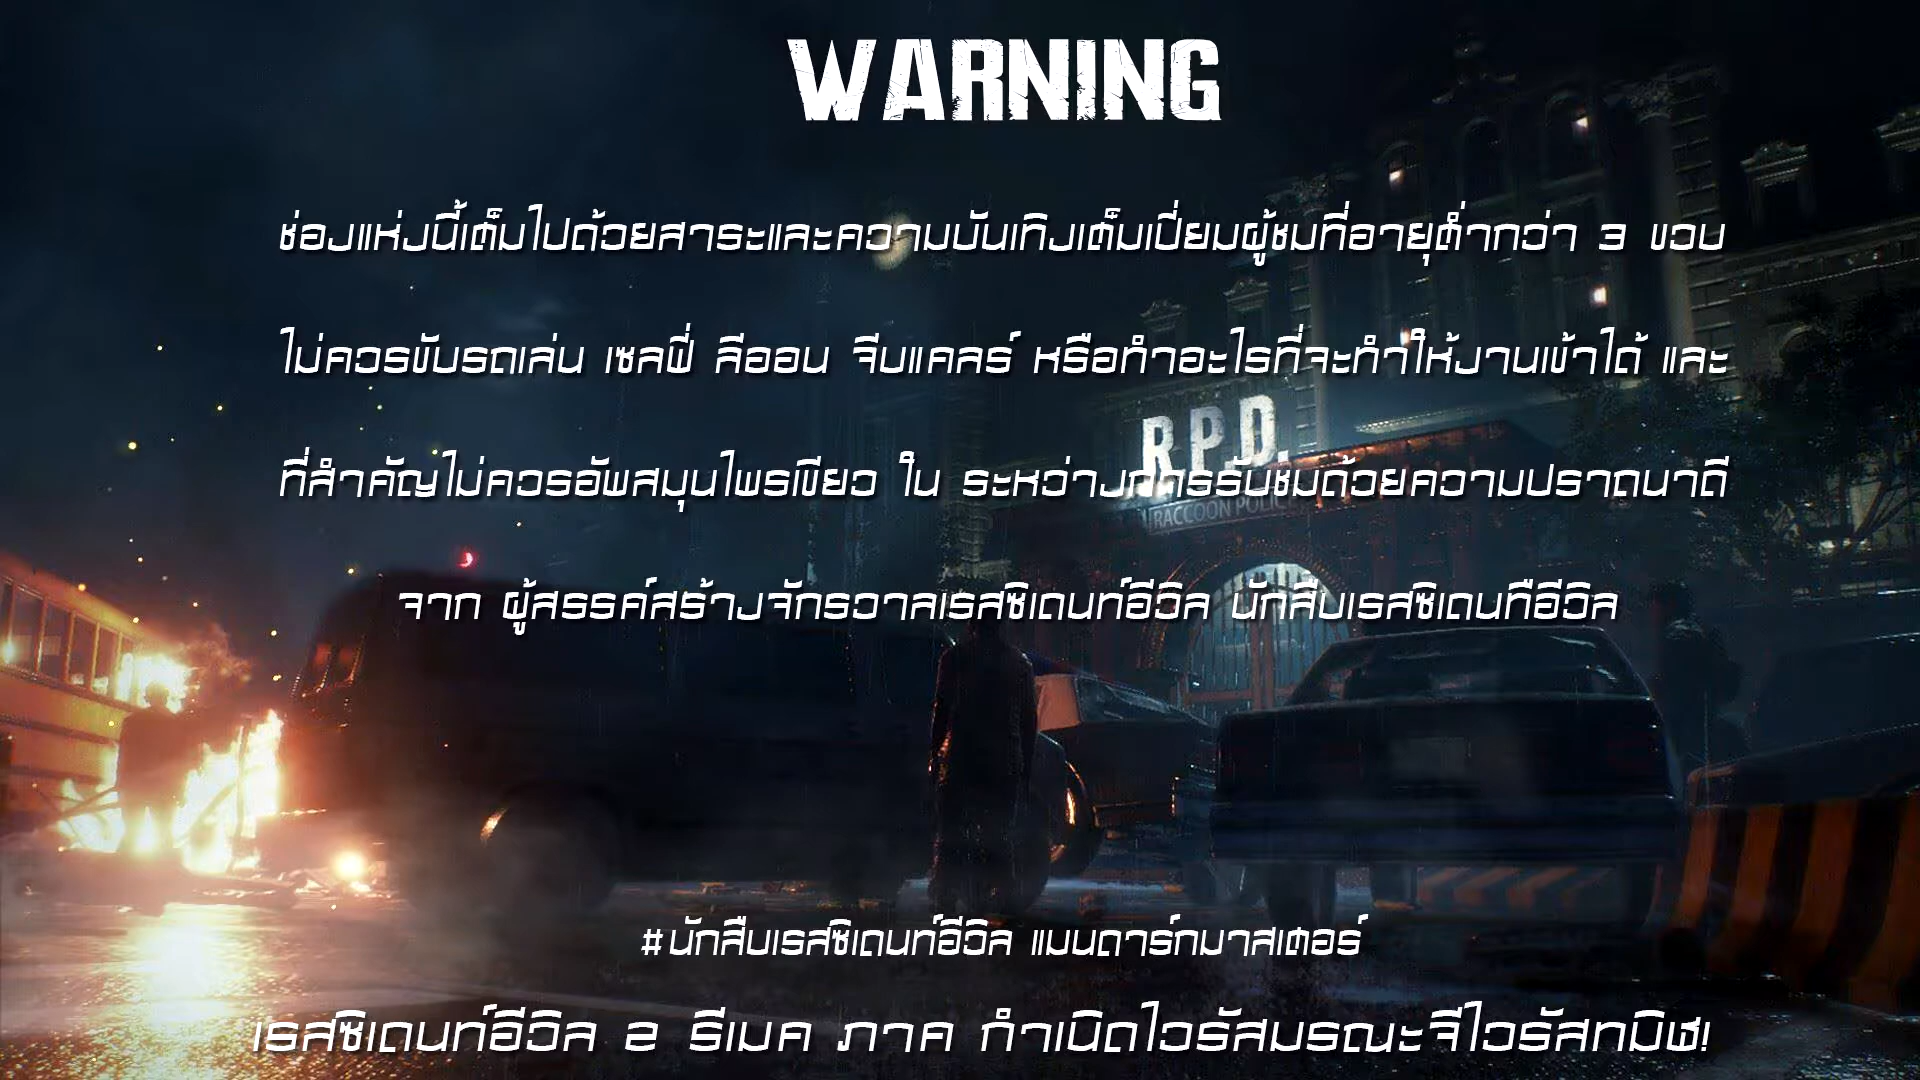 WARNING
ช่องแห่งนี้เต็มไปด้วยสาระและความบันเทิงเต็มเปี่ยมผู้ชมที่อายุต่ำกว่า 3 ขวบ
ไม่ควรขับรถเล่น เซลฟี่ ลีออน จีบแคลร์ หรือทำอะไรที่จะทำให้งานเข้าได้ และ
R.P.D.
ที่สำคัญไม่ควรอัพสมุนไพรเขียว ใน ระหว่างการรับชมด้วยความปราถนาดี
RACCOON POLICE
จาก ผู้สรรค์สร้างจักรวาลเรสซิเดนท์อีวิล นักสืบเรสซิเดนทือีวิล
#นักสืบเรสซิเดนท์อีวิล แมนดาร์กมาสเตอร์
เรสซิเดนท์อีวิล 2 รีเมค ภาค กำเนิดไวรัสมรณะจีไวรัสทมิฬ!